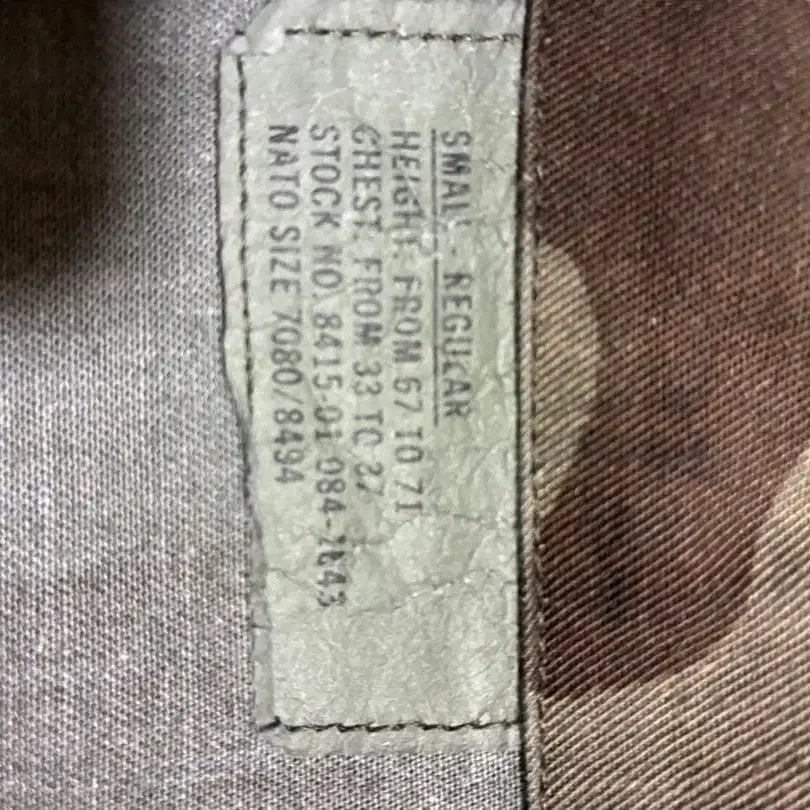 SMALL - REGULAR
HEIGHT: FROM 67 TO 71
CHEST: FROM 33 TO 37
STOCK NO. 8415-01-084-1643
NATO SIZE 7080/8494